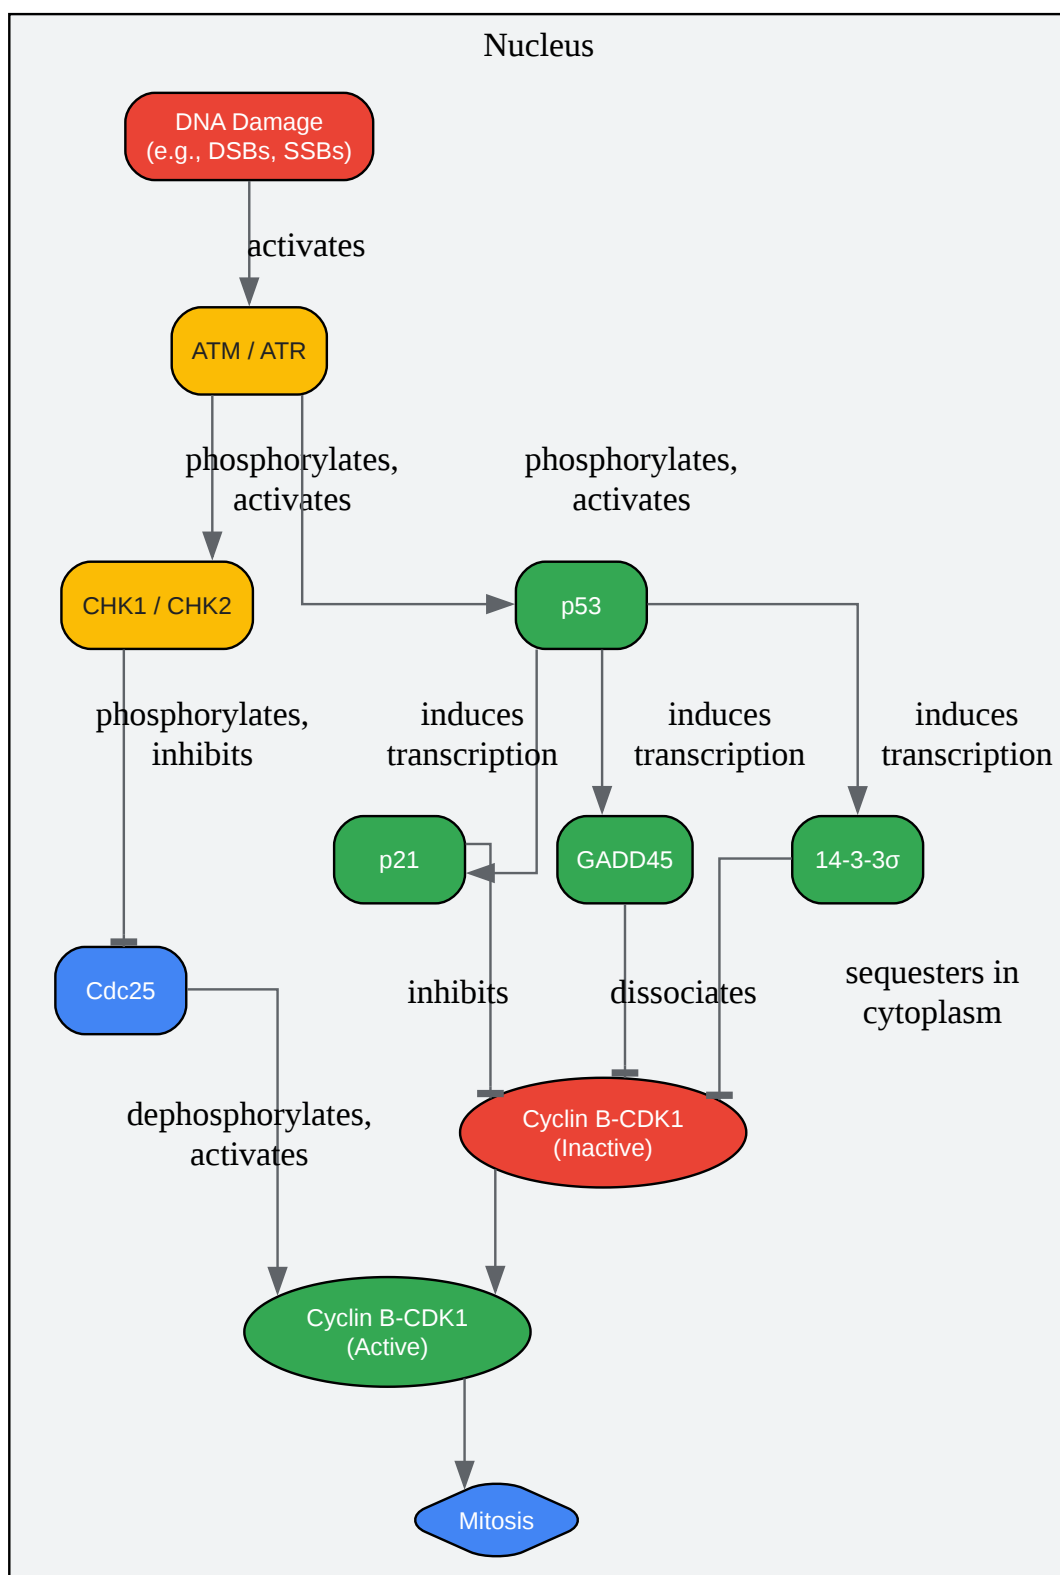 Nucleus
DNA Damage
(e.g., DSBs, SSBs)
activates
ATM / ATR
phosphorylates,
activates
phosphorylates,
activates
CHK1 / CHK2
p53
phosphorylates,
inhibits
induces
transcription
induces
transcription
induces
transcription
p21
GADD45
14-3-3σ
Cdc25
inhibits
dissociates
sequesters in
cytoplasm
dephosphorylates,
activates
Cyclin B-CDK1
(Inactive)
Cyclin B-CDK1
(Active)
Mitosis